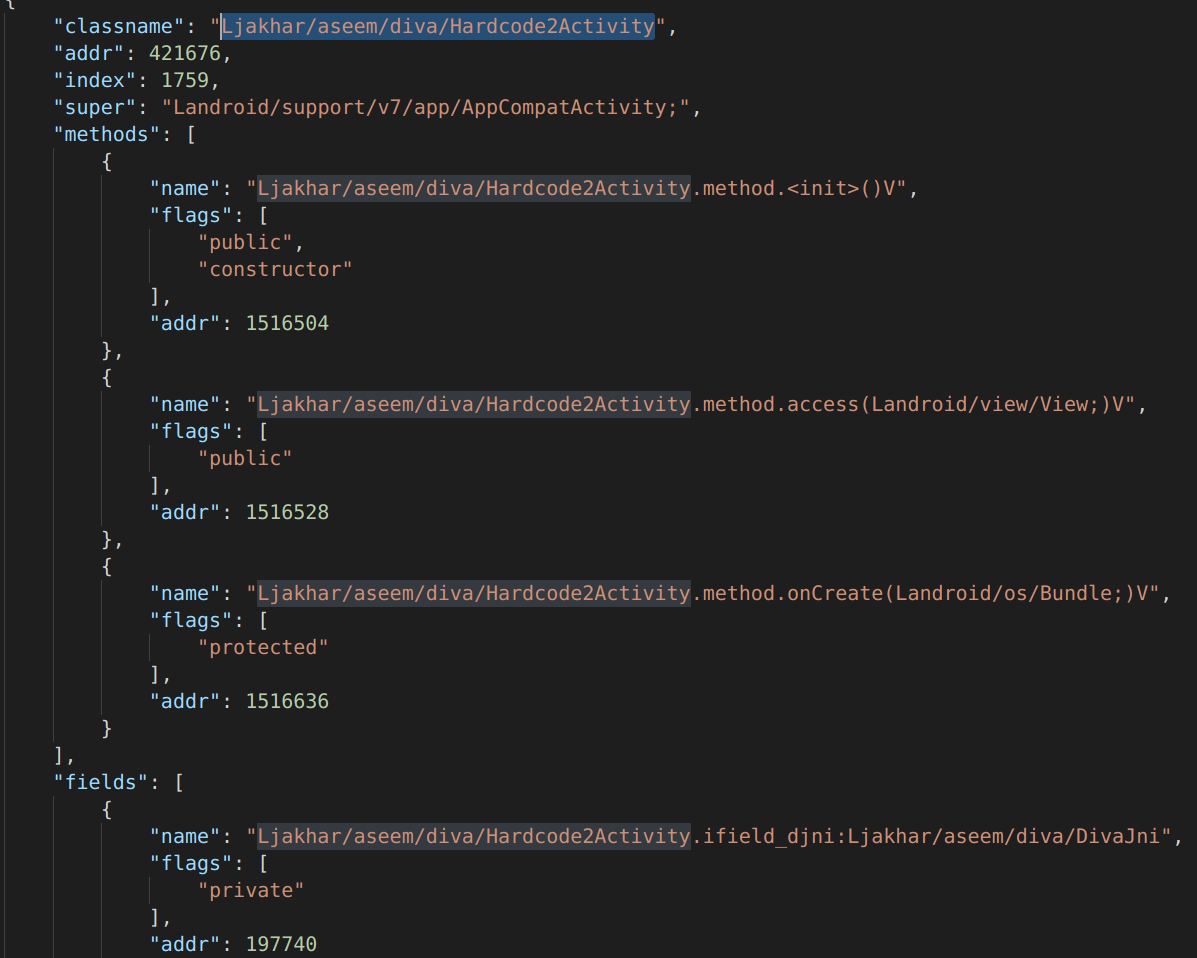 {
"classname": "Ljakhar/aseem/diva/Hardcode2Activity",
"addr": 421676,
"index": 1759,
"super": "Landroid/support/v7/app/AppCompatActivity;",
"methods": [
{
"name": "Ljakhar/aseem/diva/Hardcode2Activity.method.<init>()V",
"flags": [
"public",
"constructor"
],
"addr": 1516504
},
{
"name": "Ljakhar/aseem/diva/Hardcode2Activity.method.access(Landroid/view/View;)V",
"flags": [
"public"
],
"addr": 1516528
},
{
"name": "Ljakhar/aseem/diva/Hardcode2Activity.method.onCreate(Landroid/os/Bundle;)V",
"flags": [
"protected"
],
"addr": 1516636
}
],
"fields": [
{
"name": "Ljakhar/aseem/diva/Hardcode2Activity.ifield_djni:Ljakhar/aseem/diva/DivaJni",
"flags": [
"private"
],
"addr": 197740